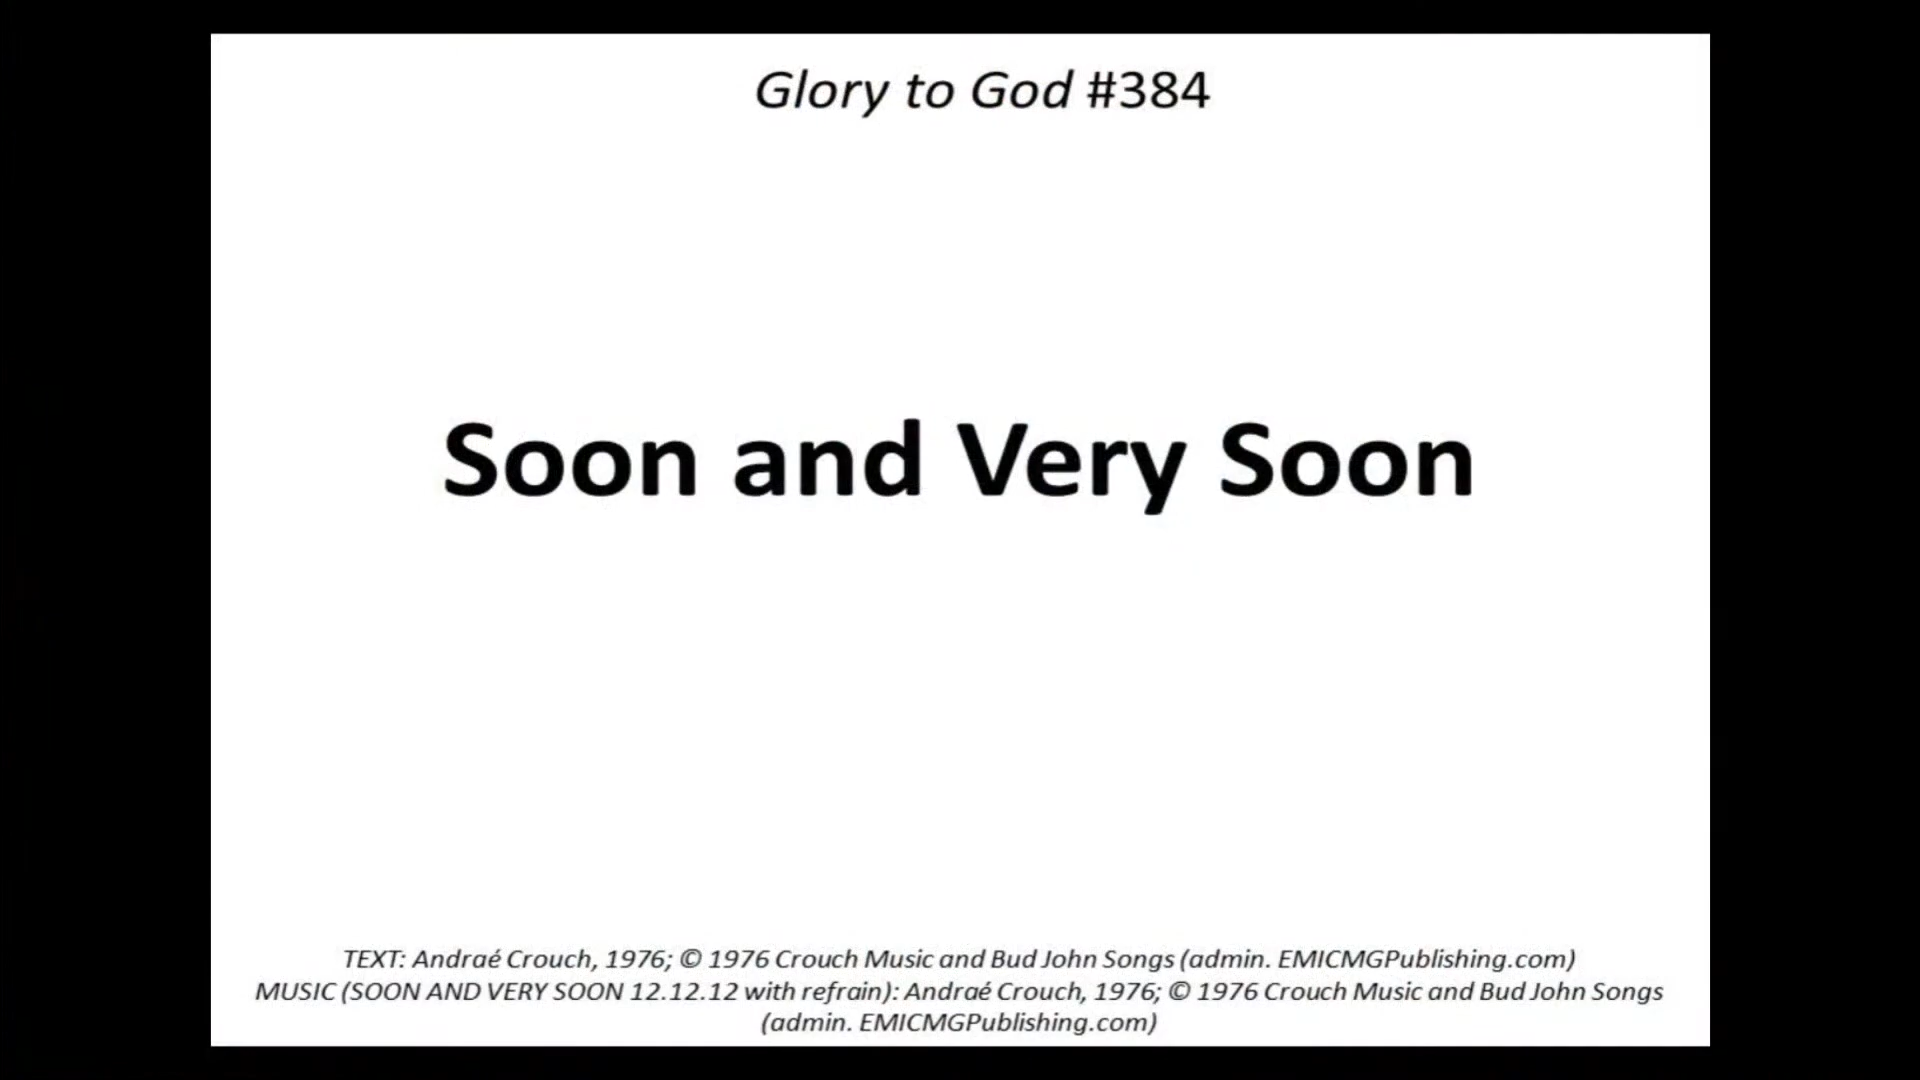 Glory to God #384
Soon and Very Soon
TEXT: Andraé Crouch, 1976; © 1976 Crouch Music and Bud John Songs (admin. EMICMGPublishing.com)
MUSIC (SOON AND VERY SOON 12.12.12 with refrain): Andraé Crouch, 1976; © 1976 Crouch Music and Bud John Songs
(admin. EMICMGPublishing.com)